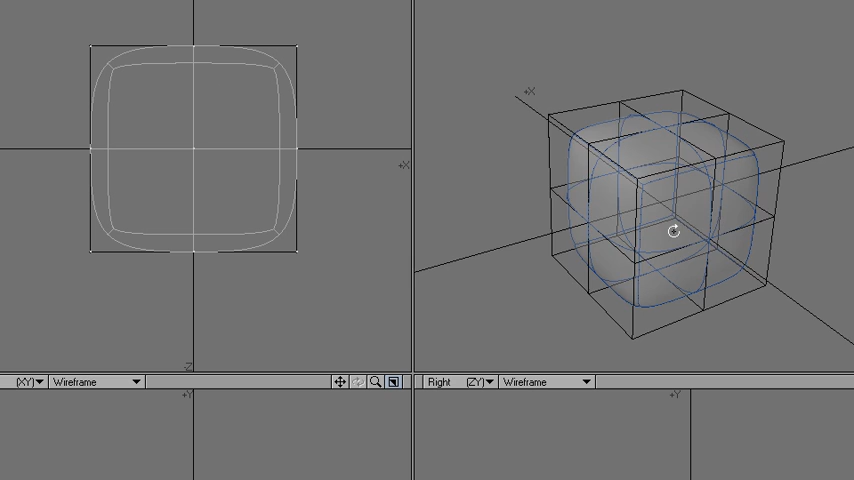 +X
+X
-Z
(XY) Wireframe
Right (ZY) Wireframe
+Y
+Y